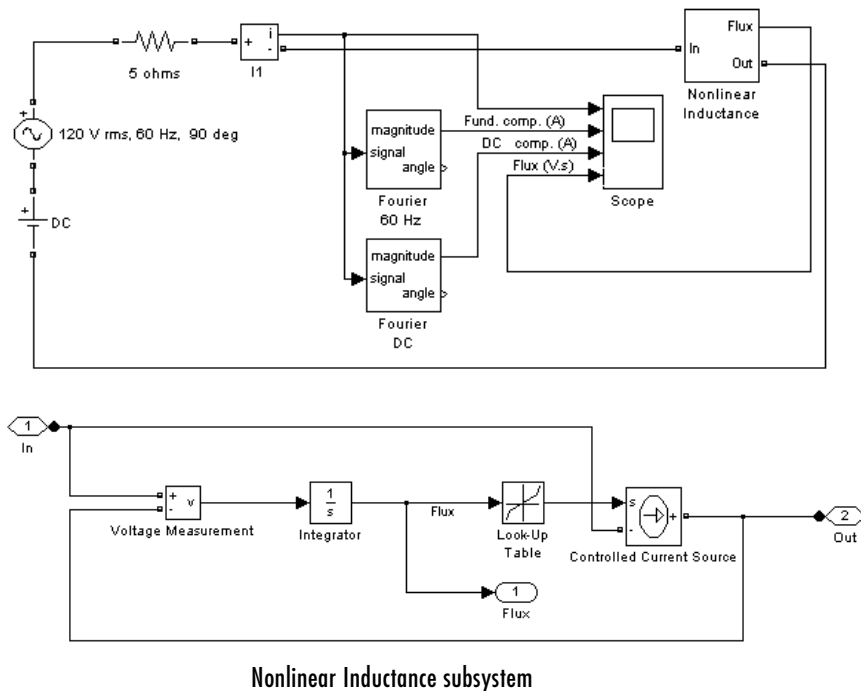 Flux
i
+
-
In
Out
5 ohms
I1
Nonlinear
Inductance
+
120 V rms, 60 Hz, 90 deg
magnitude
signal
angle
Fund. comp. (A)
DC comp. (A)
Flux (V.s)
Fourier
60 Hz
Scope
+
DC
magnitude
signal
angle
Fourier
DC
1
In
+
-
v
Voltage Measurement
1
s
Integrator
Flux
Look-Up
Table
s
-
+
Controlled Current Source
2
Out
1
Flux
Nonlinear Inductance subsystem